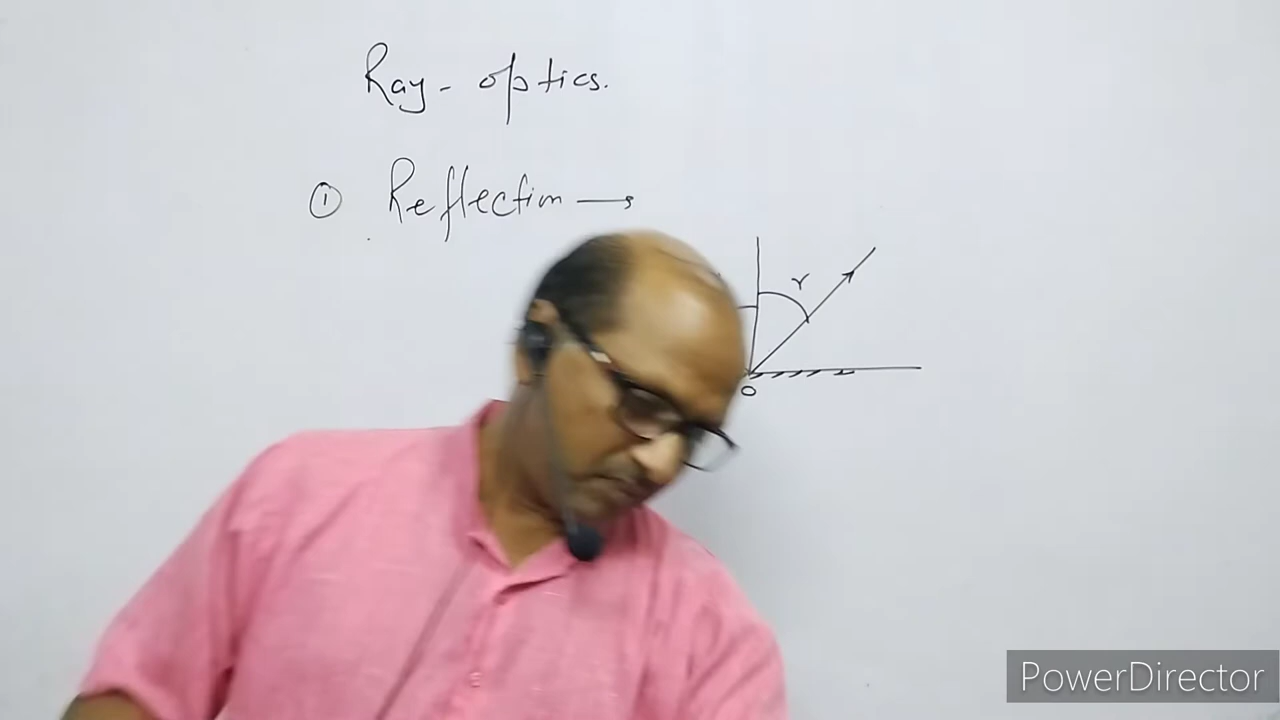 Ray - optics.
① Reflection →
r
O
PowerDirector